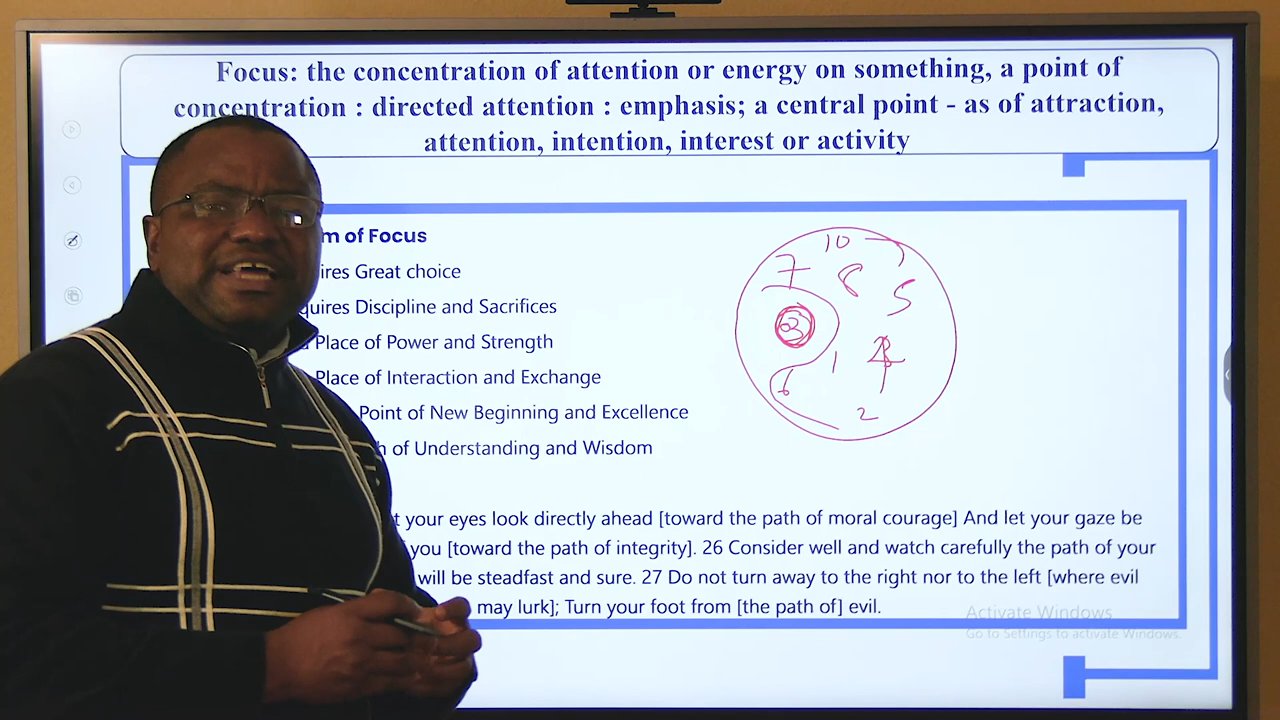 Focus: the concentration of attention or energy on something, a point of
concentration : directed attention : emphasis; a central point - as of attraction,
attention, intention, interest or activity
of Focus
Great choice
Discipline and Sacrifices
Place of Power and Strength
Place of Interaction and Exchange
Point of New Beginning and Excellence
of Understanding and Wisdom
10
7 8 5
3
1 4
6
2
your eyes look directly ahead [toward the path of moral courage] And let your gaze be
you [toward the path of integrity]. 26 Consider well and watch carefully the path of your
will be steadfast and sure. 27 Do not turn away to the right nor to the left [where evil
may lurk]; Turn your foot from [the path of] evil.
Activate Windows
Go to Settings to activate Windows.